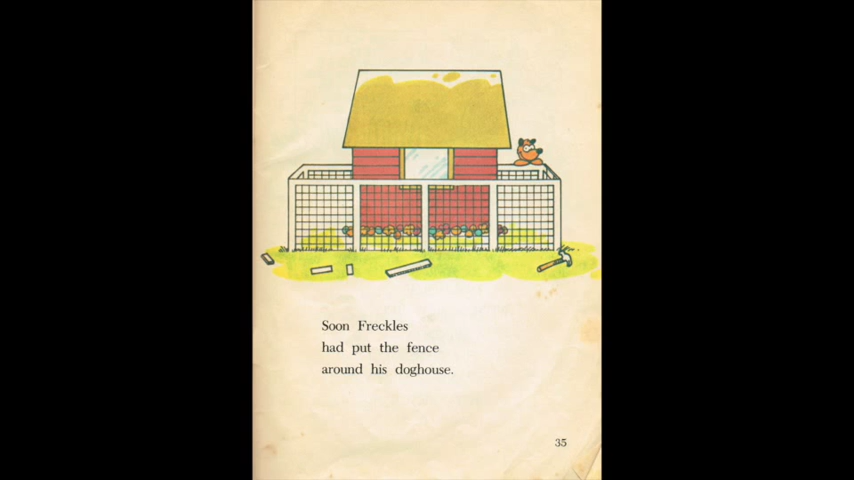 Soon Freckles
had put the fence
around his doghouse.
35